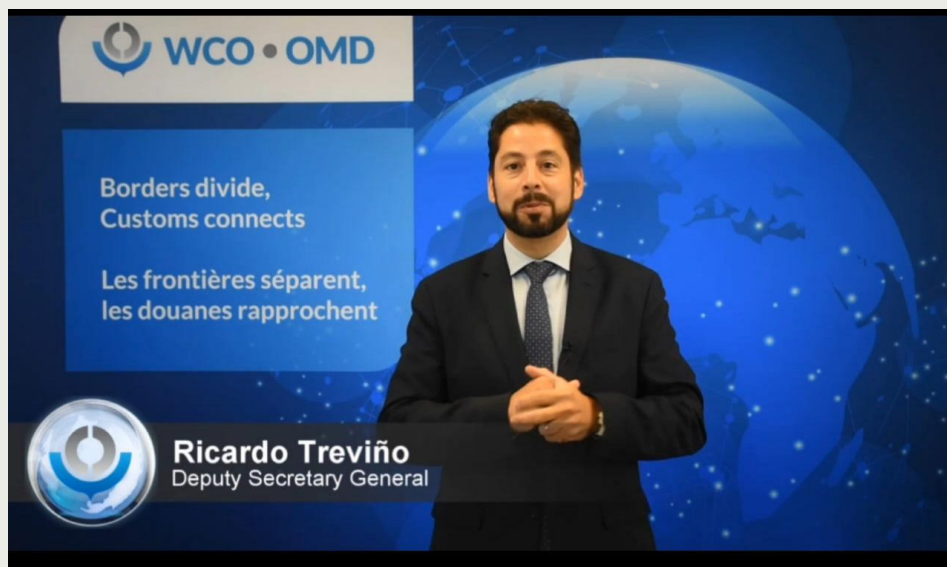 WCO • OMD
Borders divide,
Customs connects
Les frontières séparent,
les douanes rapprochent
Ricardo Treviño
Deputy Secretary General